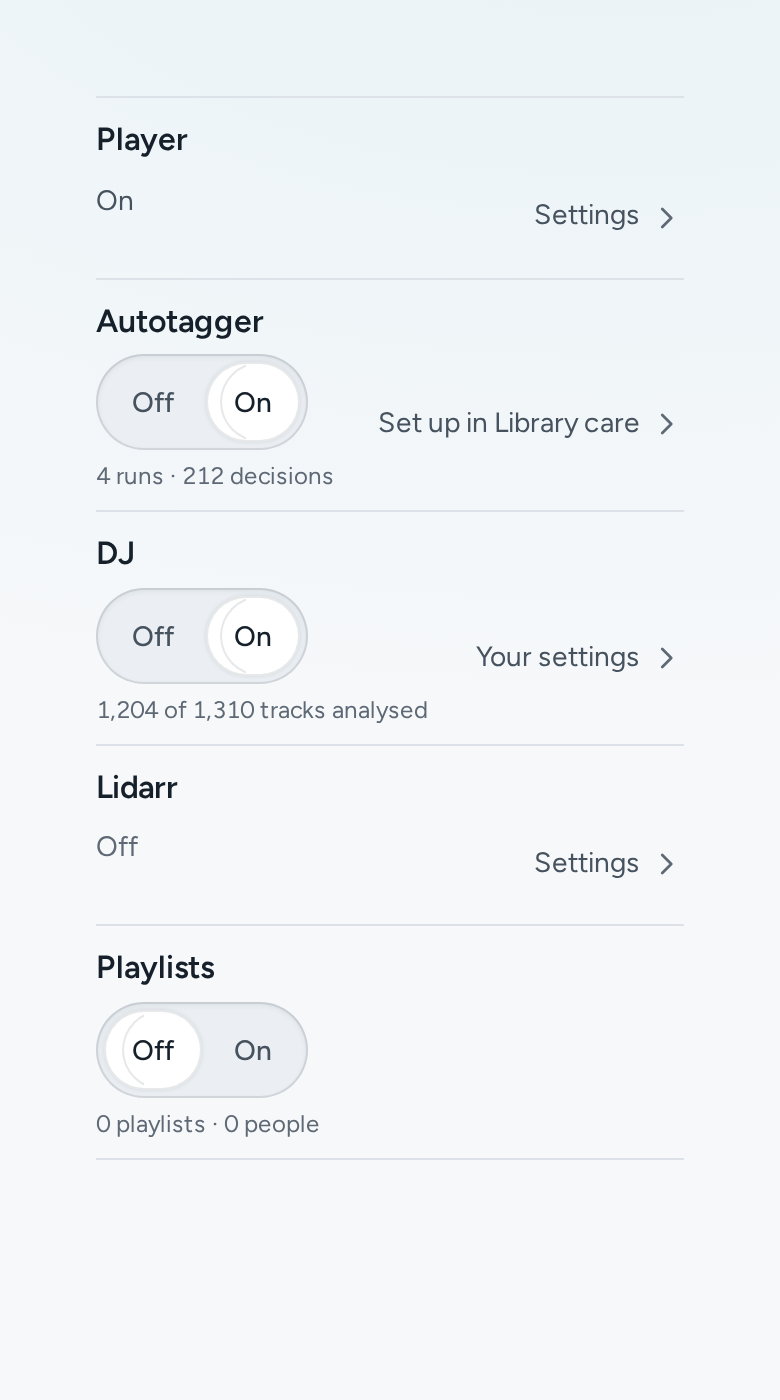 Player
On
Settings
Autotagger
Off On
Set up in Library care
4 runs · 212 decisions
DJ
Off On
Your settings
1,204 of 1,310 tracks analysed
Lidarr
Off
Settings
Playlists
Off On
0 playlists · 0 people